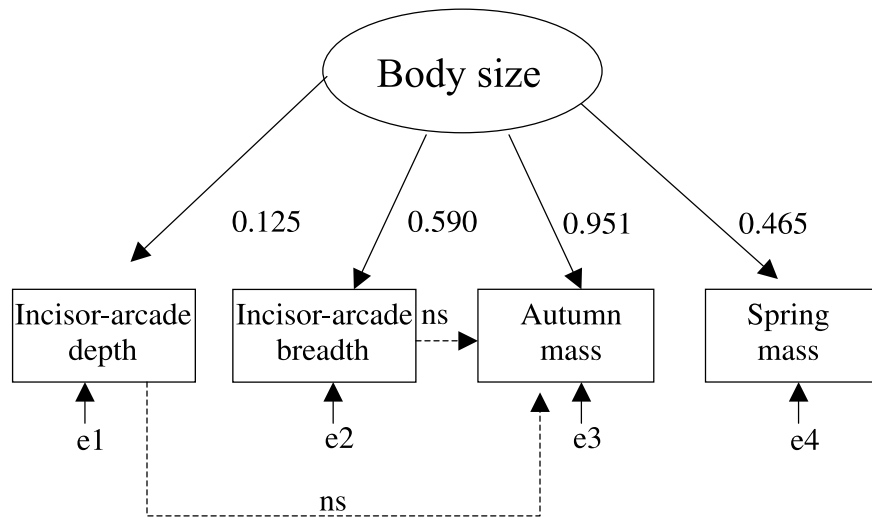 Body size
0.125
0.590
0.951
0.465
Incisor-arcade
depth
Incisor-arcade
breadth
ns
Autumn
mass
Spring
mass
e1
e2
e3
e4
ns